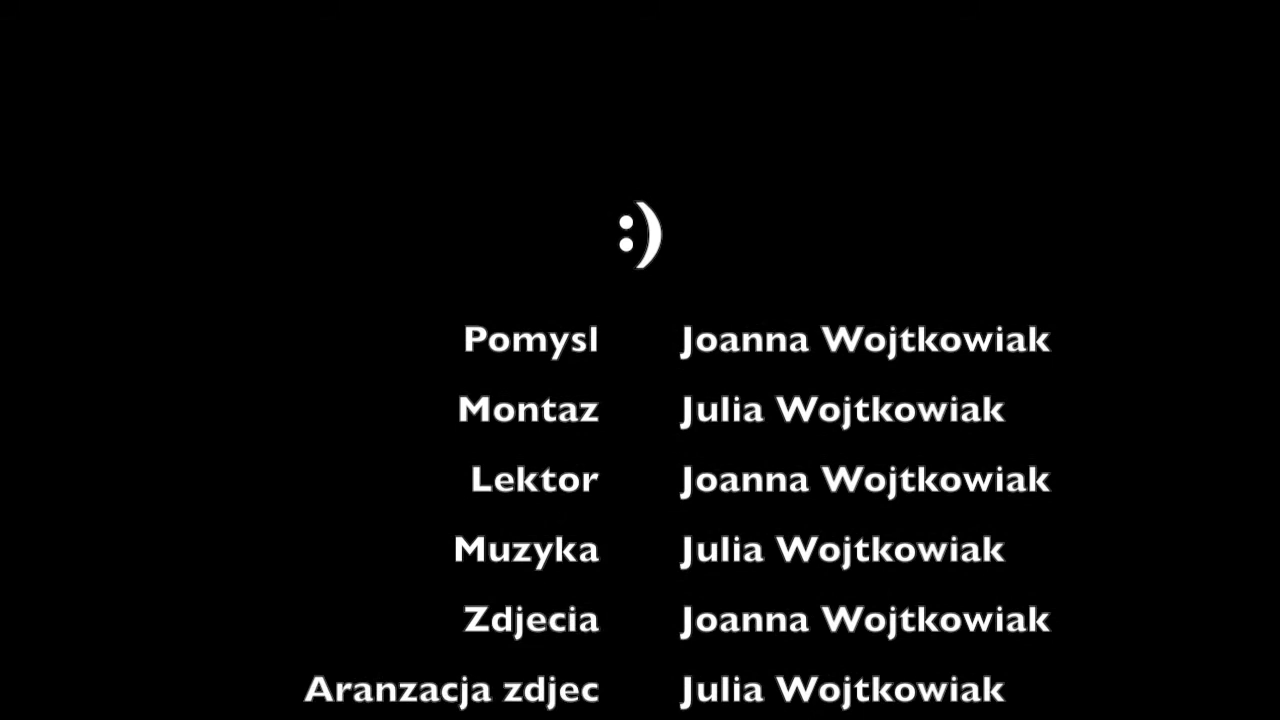 :)
Pomysl Joanna Wojtkowiak
Montaz Julia Wojtkowiak
Lektor Joanna Wojtkowiak
Muzyka Julia Wojtkowiak
Zdjecia Joanna Wojtkowiak
Aranzacja zdjec Julia Wojtkowiak